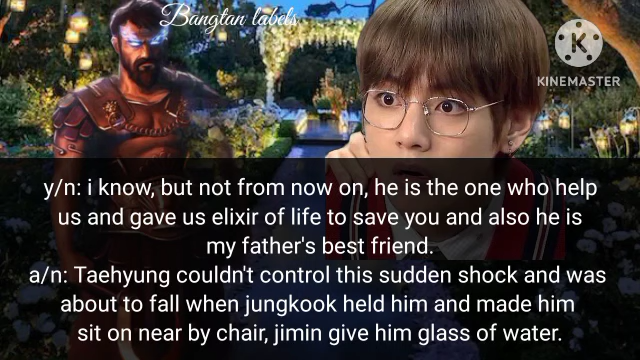 Bangtan labels
K
KINEMASTER
y/n: i know, but not from now on, he is the one who help
us and gave us elixir of life to save you and also he is
my father's best friend.
a/n: Taehyung couldn't control this sudden shock and was
about to fall when jungkook held him and made him
sit on near by chair, jimin give him glass of water.